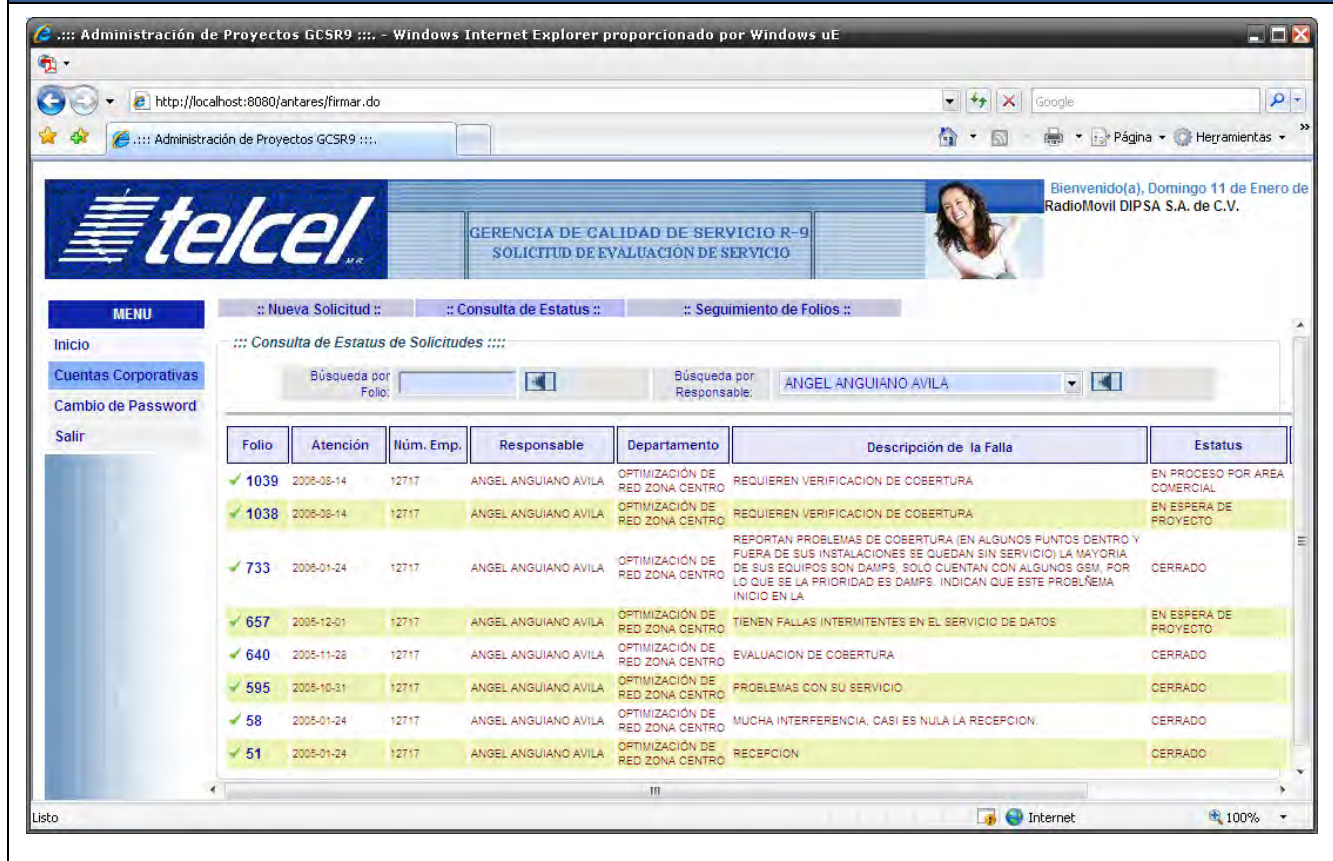 .:::: Administración de Proyectos GCSR9 :::. - Windows Internet Explorer proporcionado por Windows uE
http://localhost:8080/antares/firmar.do
Google
.:::: Administración de Proyectos GCSR9 :::.
Página
Herramientas
telcel M.R.
GERENCIA DE CALIDAD DE SERVICIO R-9
SOLICITUD DE EVALUACIÓN DE SERVICIO
Bienvenido(a), Domingo 11 de Enero de
RadioMovil DIPSA S.A. de C.V.
MENU
Inicio
Cuentas Corporativas
Cambio de Password
Salir
:: Nueva Solicitud :: :: Consulta de Estatus :: :: Seguimiento de Folios ::
::: Consulta de Estatus de Solicitudes ::::
Búsqueda por
Folio:
Búsqueda por
Responsable:
ANGEL ANGUIANO AVILA
Folio Atención Núm. Emp. Responsable Departamento Descripción de la Falla Estatus
1039 2006-08-14 12717 ANGEL ANGUIANO AVILA OPTIMIZACIÓN DE RED ZONA CENTRO REQUIEREN VERIFICACION DE COBERTURA EN PROCESO POR AREA COMERCIAL
1038 2006-08-14 12717 ANGEL ANGUIANO AVILA OPTIMIZACIÓN DE RED ZONA CENTRO REQUIEREN VERIFICACION DE COBERTURA EN ESPERA DE PROYECTO
733 2006-01-24 12717 ANGEL ANGUIANO AVILA OPTIMIZACIÓN DE RED ZONA CENTRO
REPORTAN PROBLEMAS DE COBERTURA (EN ALGUNOS PUNTOS DENTRO Y
FUERA DE SUS INSTALACIONES SE QUEDAN SIN SERVICIO) LA MAYORIA
DE SUS EQUIPOS SON DAMPS, SOLO CUENTAN CON ALGUNOS GSM, POR
LO QUE SE LA PRIORIDAD ES DAMPS. INDICAN QUE ESTE PROBLÑEMA
INICIO EN LA
CERRADO
657 2005-12-01 12717 ANGEL ANGUIANO AVILA OPTIMIZACIÓN DE RED ZONA CENTRO TIENEN FALLAS INTERMITENTES EN EL SERVICIO DE DATOS EN ESPERA DE PROYECTO
640 2005-11-28 12717 ANGEL ANGUIANO AVILA OPTIMIZACIÓN DE RED ZONA CENTRO EVALUACION DE COBERTURA CERRADO
595 2005-10-31 12717 ANGEL ANGUIANO AVILA OPTIMIZACIÓN DE RED ZONA CENTRO PROBLEMAS CON SU SERVICIO CERRADO
58 2005-01-24 12717 ANGEL ANGUIANO AVILA OPTIMIZACIÓN DE RED ZONA CENTRO MUCHA INTERFERENCIA, CASI ES NULA LA RECEPCION. CERRADO
51 2005-01-24 12717 ANGEL ANGUIANO AVILA OPTIMIZACIÓN DE RED ZONA CENTRO RECEPCION CERRADO
Listo
Internet
100%